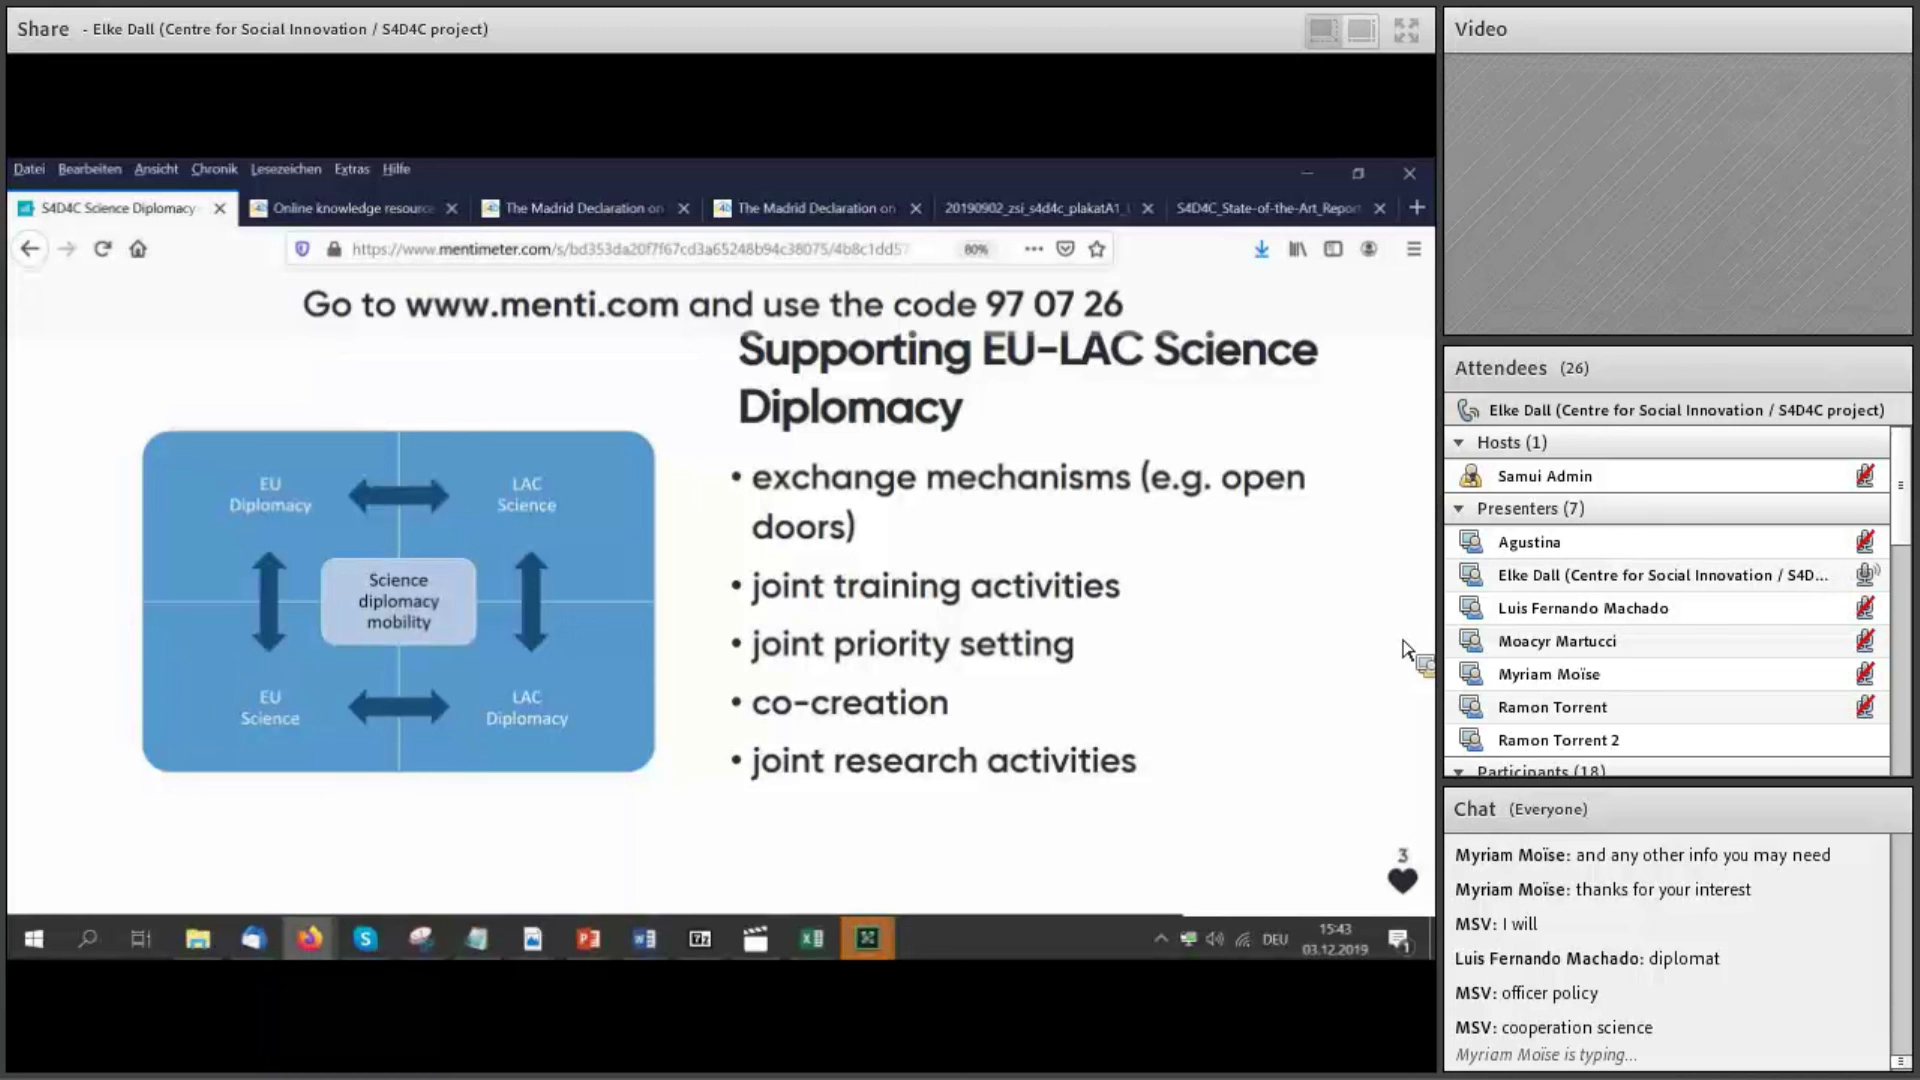 Share - Elke Dall (Centre for Social Innovation / S4D4C project)
Datei Bearbeiten Ansicht Chronik Lesezeichen Extras Hilfe
S4D4C Science Diplomacy
Online knowledge resource
The Madrid Declaration on
The Madrid Declaration on
20190902_zsi_s4d4c_plakatA1_
S4D4C_State-of-the-Art_Report
https://www.mentimeter.com/s/bd353da20f7f67cd3a65248b94c38075/4b8c1dd57
80%
Go to www.menti.com and use the code 97 07 26
Supporting EU-LAC Science
Diplomacy
• exchange mechanisms (e.g. open
doors)
• joint training activities
• joint priority setting
• co-creation
• joint research activities
EU
Diplomacy
LAC
Science
Science
diplomacy
mobility
EU
Science
LAC
Diplomacy
3
DEU
15:43
03.12.2019
1
Video
Attendees (26)
Elke Dall (Centre for Social Innovation / S4D4C project)
Hosts (1)
Samui Admin
Presenters (7)
Agustina
Elke Dall (Centre for Social Innovation / S4D...
Luis Fernando Machado
Moacyr Martucci
Myriam Moïse
Ramon Torrent
Ramon Torrent 2
Participants (18)
Chat (Everyone)
Myriam Moïse: and any other info you may need
Myriam Moïse: thanks for your interest
MSV: I will
Luis Fernando Machado: diplomat
MSV: officer policy
MSV: cooperation science
Myriam Moïse is typing...